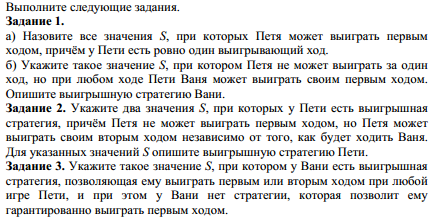 Выполните следующие задания.
Задание 1.
а) Назовите все значения S, при которых Петя может выиграть первым
ходом, причём у Пети есть ровно один выигрывающий ход.
б) Укажите такое значение S, при котором Петя не может выиграть за один
ход, но при любом ходе Пети Ваня может выиграть своим первым ходом.
Опишите выигрышную стратегию Вани.
Задание 2. Укажите два значения S, при которых у Пети есть выигрышная
стратегия, причём Петя не может выиграть первым ходом, но Петя может
выиграть своим вторым ходом независимо от того, как будет ходить Ваня.
Для указанных значений S опишите выигрышную стратегию Пети.
Задание 3. Укажите такое значение S, при котором у Вани есть выигрышная
стратегия, позволяющая ему выиграть первым или вторым ходом при любой
игре Пети, и при этом у Вани нет стратегии, которая позволит ему
гарантированно выиграть первым ходом.